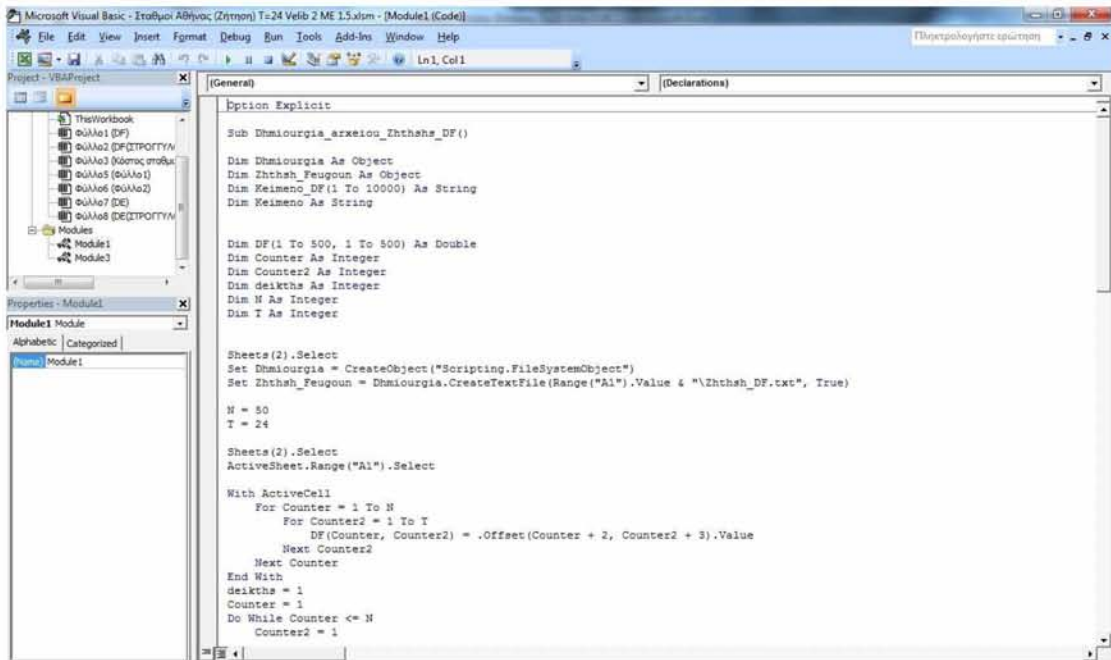 Microsoft Visual Basic - Σταθμοί Αθήνας (Ζήτηση) T=24 Velib 2 ME 1.5.xlsm - [Module1 (Code)]
File Edit View Insert Format Debug Run Tools Add-Ins Window Help
Πληκτρολογήστε ερώτηση
Ln 1, Col 1
Project - VBAProject
(General)
(Declarations)
ThisWorkbook
Φύλλο1 (DF)
Φύλλο2 (DF(ΣΤΡΟΓΓΥΛ
Φύλλο3 (Κόστος σταθμ
Φύλλο5 (Φύλλο1)
Φύλλο6 (Φύλλο2)
Φύλλο7 (DE)
Φύλλο8 (DE(ΣΤΡΟΓΓΥΛ
Modules
Module1
Module3
Properties - Module1
Module1 Module
Alphabetic Categorized
(Name) Module1
Option Explicit
Sub Dhmiourgia_arxeiou_Zhthshs_DF()
Dim Dhmiourgia As Object
Dim Zhthsh_Feugoun As Object
Dim Keimeno_DF(1 To 10000) As String
Dim Keimeno As String
Dim DF(1 To 500, 1 To 500) As Double
Dim Counter As Integer
Dim Counter2 As Integer
Dim deikths As Integer
Dim N As Integer
Dim T As Integer
Sheets(2).Select
Set Dhmiourgia = CreateObject("Scripting.FileSystemObject")
Set Zhthsh_Feugoun = Dhmiourgia.CreateTextFile(Range("A1").Value & "\Zhthsh_DF.txt", True)
N = 50
T = 24
Sheets(2).Select
ActiveSheet.Range("A1").Select
With ActiveCell
For Counter = 1 To N
For Counter2 = 1 To T
DF(Counter, Counter2) = .Offset(Counter + 2, Counter2 + 3).Value
Next Counter2
Next Counter
End With
deikths = 1
Counter = 1
Do While Counter <= N
Counter2 = 1